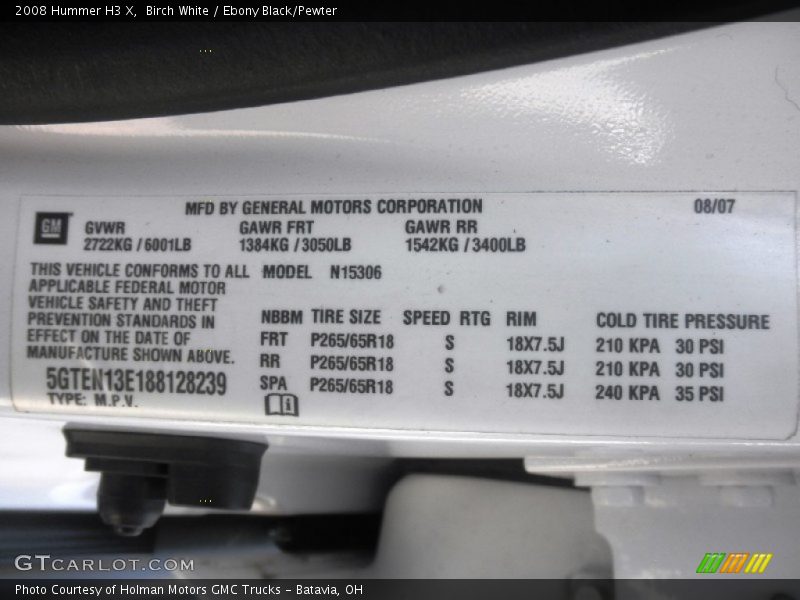 2008 Hummer H3 X,  Birch White / Ebony Black/Pewter
MFD BY GENERAL MOTORS CORPORATION 08/07
GM
GVWR GAWR FRT GAWR RR
2722KG / 6001LB 1384KG / 3050LB 1542KG / 3400LB
THIS VEHICLE CONFORMS TO ALL
APPLICABLE FEDERAL MOTOR
VEHICLE SAFETY AND THEFT
PREVENTION STANDARDS IN
EFFECT ON THE DATE OF
MANUFACTURE SHOWN ABOVE.
5GTEN13E188128239
TYPE: M.P.V.
MODEL N15306
NBBM TIRE SIZE SPEED RTG RIM COLD TIRE PRESSURE
FRT P265/65R18 S 18X7.5J 210 KPA 30 PSI
RR P265/65R18 S 18X7.5J 210 KPA 30 PSI
SPA P265/65R18 S 18X7.5J 240 KPA 35 PSI
i
GTCARLOT.COM
Photo Courtesy of Holman Motors GMC Trucks - Batavia, OH